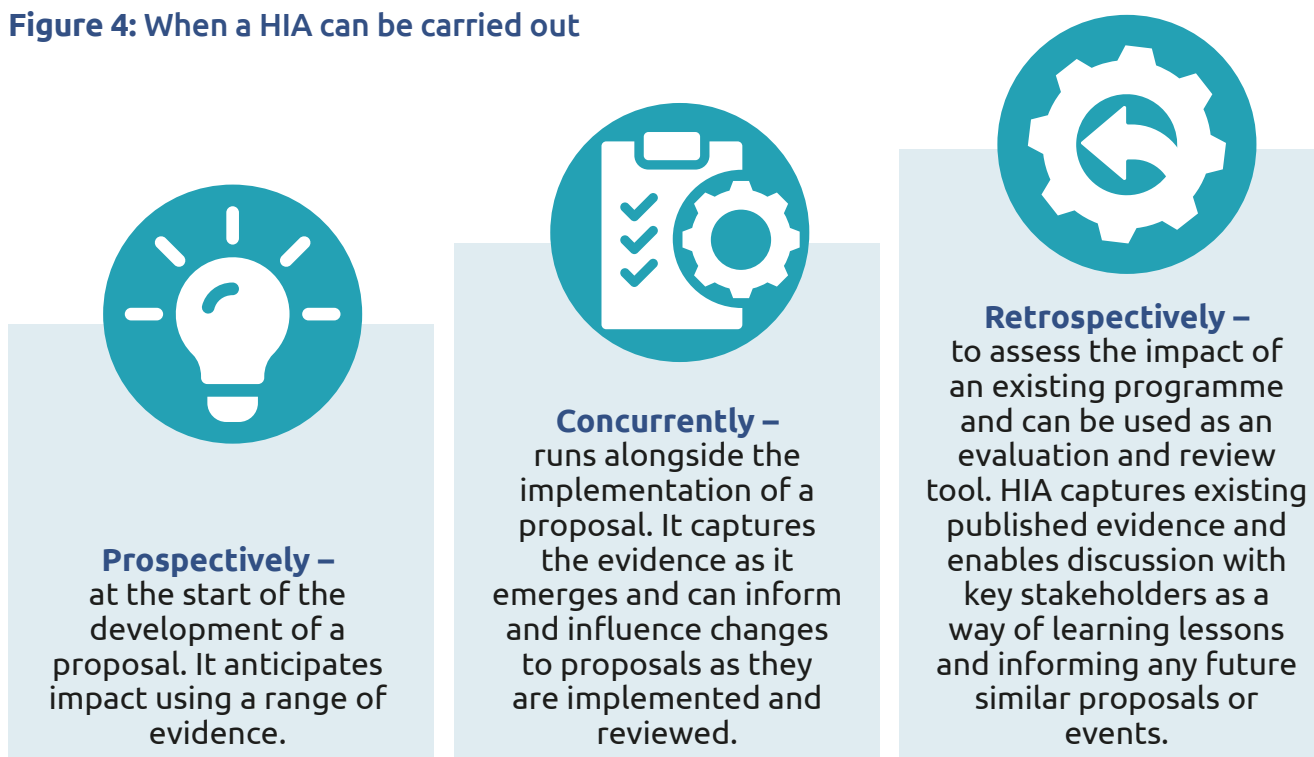 Figure 4: When a HIA can be carried out
Prospectively –
at the start of the
development of a
proposal. It anticipates
impact using a range of
evidence.
Concurrently –
runs alongside the
implementation of a
proposal. It captures
the evidence as it
emerges and can inform
and influence changes
to proposals as they
are implemented and
reviewed.
Retrospectively –
to assess the impact of
an existing programme
and can be used as an
evaluation and review
tool. HIA captures existing
published evidence and
enables discussion with
key stakeholders as a
way of learning lessons
and informing any future
similar proposals or
events.